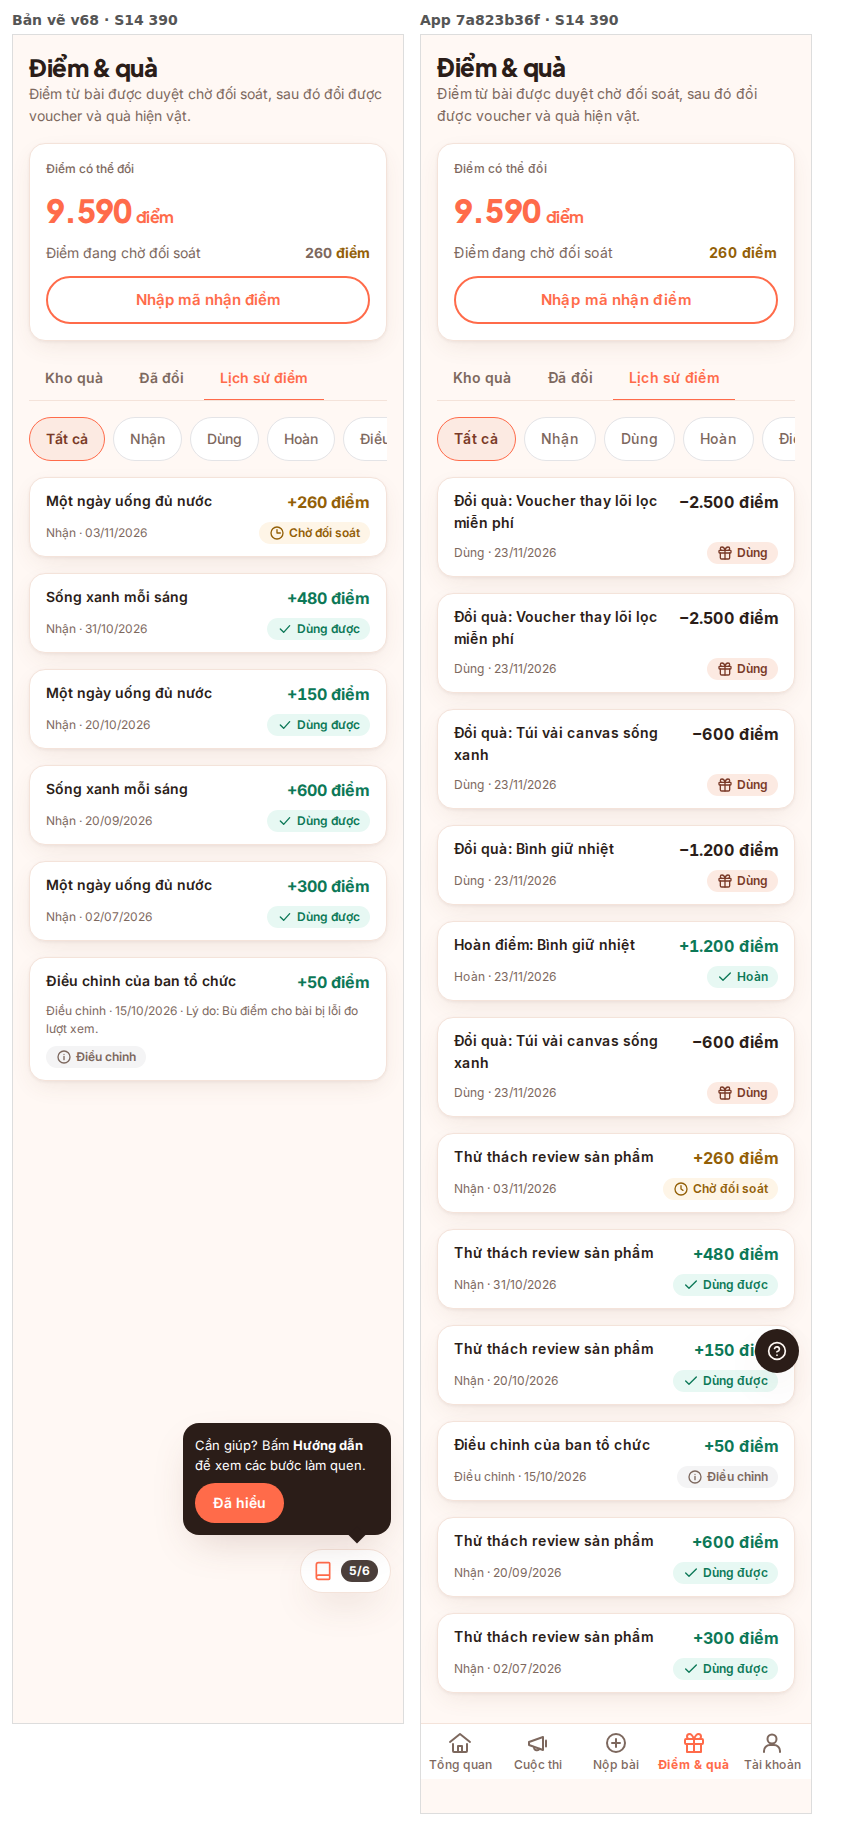 Bản vẽ v68 · S14 390
Điểm & quà
Điểm từ bài được duyệt chờ đối soát, sau đó đổi được
voucher và quà hiện vật.
Điểm có thể đổi
9.590 điểm
Điểm đang chờ đối soát
260 điểm
Nhập mã nhận điểm
Kho quà
Đã đổi
Lịch sử điểm
Tất cả
Nhận
Dùng
Hoàn
Điều
Một ngày uống đủ nước
+260 điểm
Nhận · 03/11/2026
Chờ đối soát
Sống xanh mỗi sáng
+480 điểm
Nhận · 31/10/2026
Dùng được
Một ngày uống đủ nước
+150 điểm
Nhận · 20/10/2026
Dùng được
Sống xanh mỗi sáng
+600 điểm
Nhận · 20/09/2026
Dùng được
Một ngày uống đủ nước
+300 điểm
Nhận · 02/07/2026
Dùng được
Điều chỉnh của ban tổ chức
+50 điểm
Điều chỉnh · 15/10/2026 · Lý do: Bù điểm cho bài bị lỗi đo
lượt xem.
Điều chỉnh
Cần giúp? Bấm Hướng dẫn
để xem các bước làm quen.
Đã hiểu
5/6
App 7a823b36f · S14 390
Điểm & quà
Điểm từ bài được duyệt chờ đối soát, sau đó đổi
được voucher và quà hiện vật.
Điểm có thể đổi
9.590 điểm
Điểm đang chờ đối soát
260 điểm
Nhập mã nhận điểm
Kho quà
Đã đổi
Lịch sử điểm
Tất cả
Nhận
Dùng
Hoàn
Điề
Đổi quà: Voucher thay lõi lọc
miễn phí
−2.500 điểm
Dùng · 23/11/2026
Dùng
Đổi quà: Voucher thay lõi lọc
miễn phí
−2.500 điểm
Dùng · 23/11/2026
Dùng
Đổi quà: Túi vải canvas sống
xanh
−600 điểm
Dùng · 23/11/2026
Dùng
Đổi quà: Bình giữ nhiệt
−1.200 điểm
Dùng · 23/11/2026
Dùng
Hoàn điểm: Bình giữ nhiệt
+1.200 điểm
Hoàn · 23/11/2026
Hoàn
Đổi quà: Túi vải canvas sống
xanh
−600 điểm
Dùng · 23/11/2026
Dùng
Thử thách review sản phẩm
+260 điểm
Nhận · 03/11/2026
Chờ đối soát
Thử thách review sản phẩm
+480 điểm
Nhận · 31/10/2026
Dùng được
Thử thách review sản phẩm
+150 đi
Nhận · 20/10/2026
Dùng được
Điều chỉnh của ban tổ chức
+50 điểm
Điều chỉnh · 15/10/2026
Điều chỉnh
Thử thách review sản phẩm
+600 điểm
Nhận · 20/09/2026
Dùng được
Thử thách review sản phẩm
+300 điểm
Nhận · 02/07/2026
Dùng được
Tổng quan
Cuộc thi
Nộp bài
Điểm & quà
Tài khoản